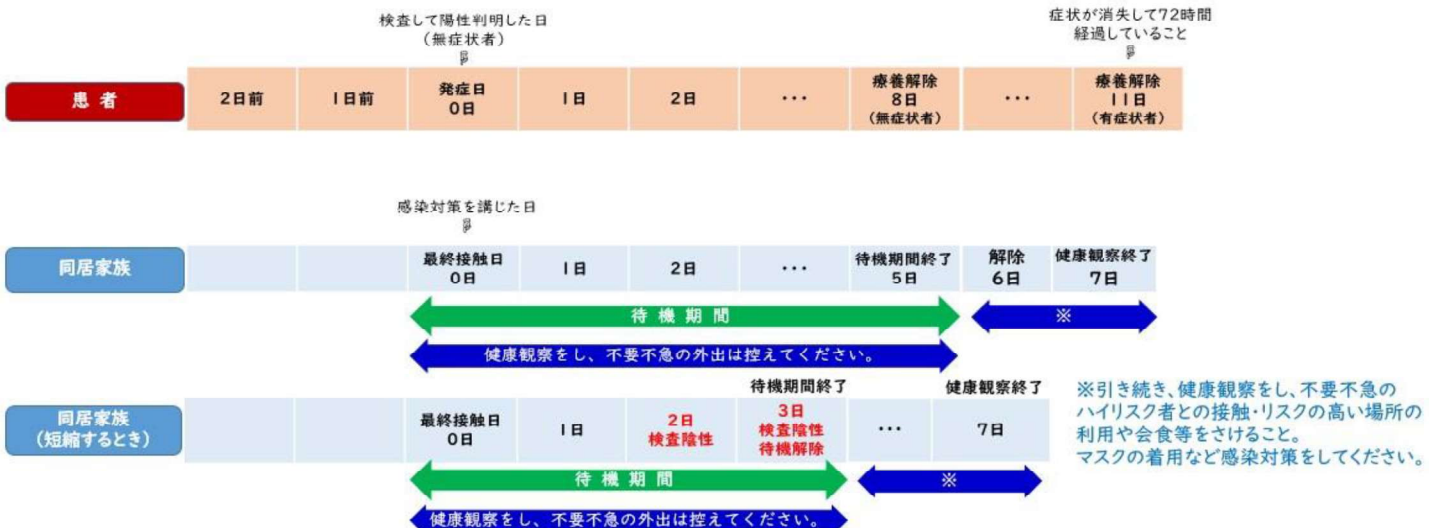 検査して陽性判明した日
(無症状者)
症状が消失して72時間
経過していること
患者
2日前
1日前
発症日
0日
1日
2日
・・・
療養解除
8日
(無症状者)
・・・
療養解除
11日
(有症状者)
感染対策を講じた日
同居家族
最終接触日
0日
1日
2日
・・・
待機期間終了
5日
解除
6日
健康観察終了
7日
待機期間
※
健康観察をし、不要不急の外出は控えてください。
待機期間終了
健康観察終了
同居家族
(短縮するとき)
最終接触日
0日
1日
2日
検査陰性
3日
検査陰性
待機解除
・・・
7日
待機期間
※
健康観察をし、不要不急の外出は控えてください。
※引き続き、健康観察をし、不要不急の
ハイリスク者との接触・リスクの高い場所の
利用や会食等をさけること。
マスクの着用など感染対策をしてください。